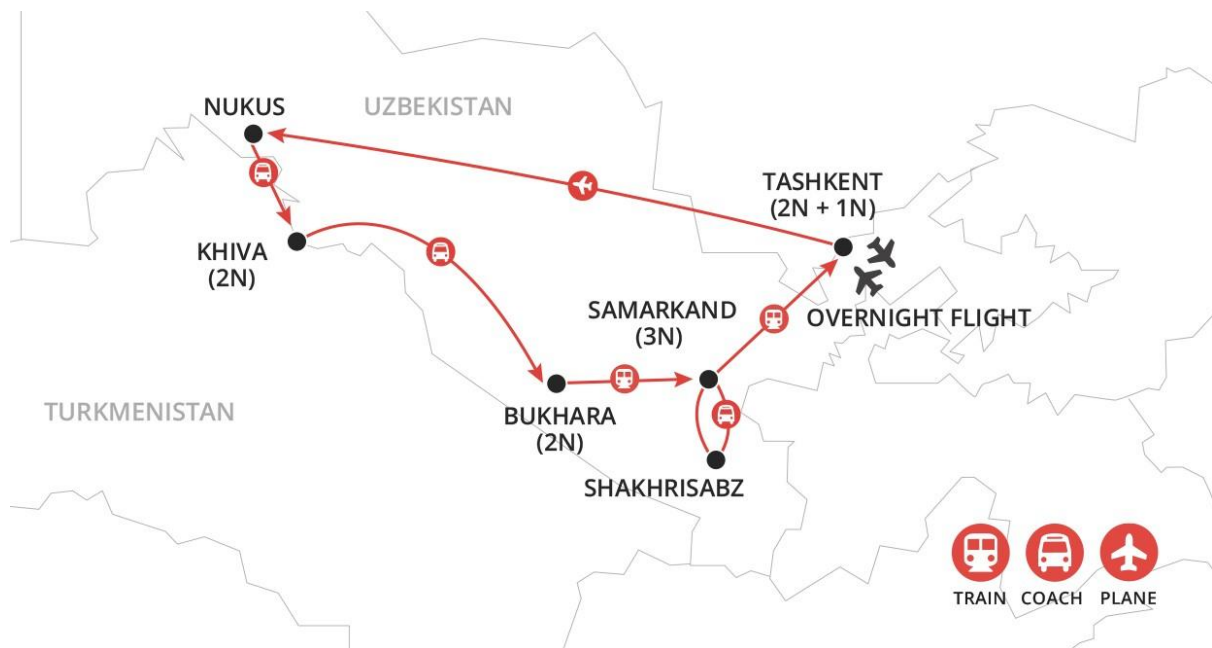 NUKUS
UZBEKISTAN
TASHKENT
(2N + 1N)
KHIVA
(2N)
SAMARKAND
(3N)
OVERNIGHT FLIGHT
TURKMENISTAN
BUKHARA
(2N)
SHAKHRISABZ
TRAIN COACH PLANE